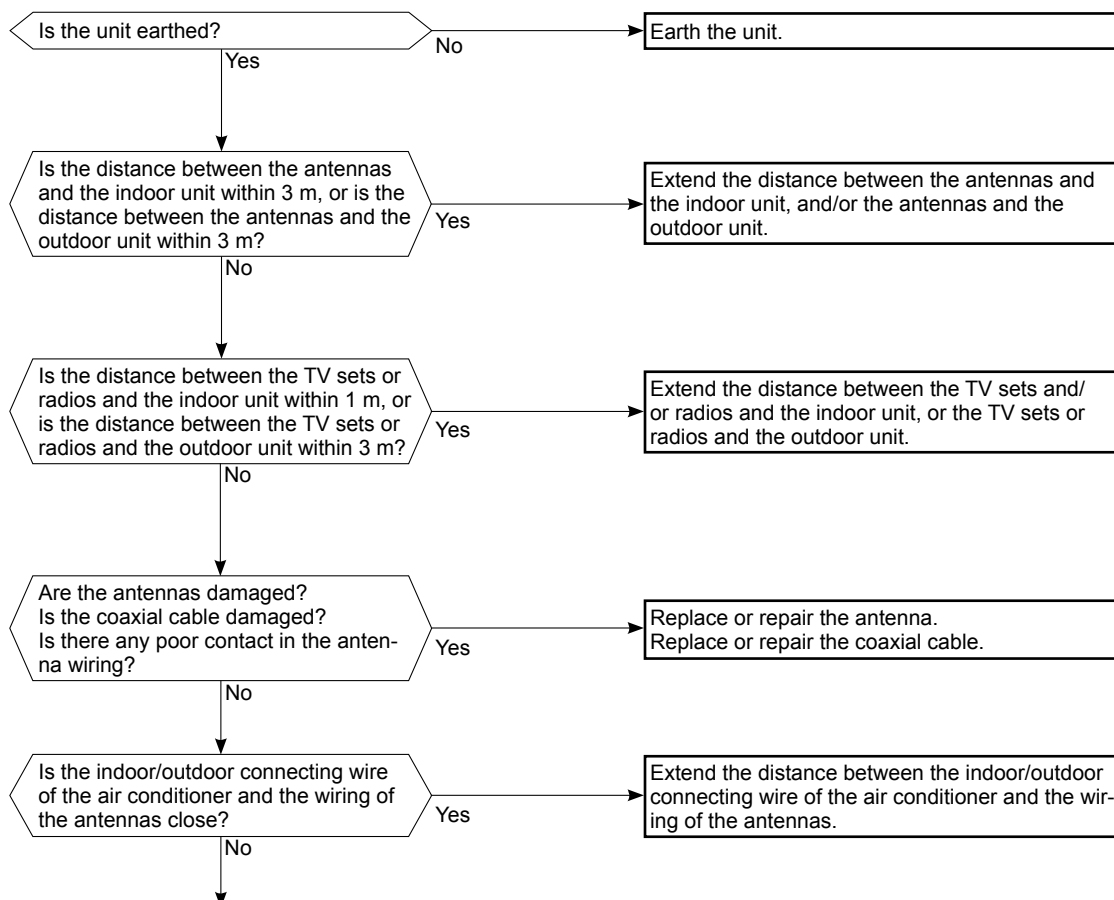 Is the unit earthed?
No
Earth the unit.
Yes
Is the distance between the antennas
and the indoor unit within 3 m, or is the
distance between the antennas and the
outdoor unit within 3 m?
Yes
Extend the distance between the antennas and
the indoor unit, and/or the antennas and the
outdoor unit.
No
Is the distance between the TV sets or
radios and the indoor unit within 1 m, or
is the distance between the TV sets or
radios and the outdoor unit within 3 m?
Yes
Extend the distance between the TV sets and/
or radios and the indoor unit, or the TV sets or
radios and the outdoor unit.
No
Are the antennas damaged?
Is the coaxial cable damaged?
Is there any poor contact in the anten-
na wiring?
Yes
Replace or repair the antenna.
Replace or repair the coaxial cable.
No
Is the indoor/outdoor connecting wire
of the air conditioner and the wiring of
the antennas close?
Yes
Extend the distance between the indoor/outdoor
connecting wire of the air conditioner and the wir-
ing of the antennas.
No